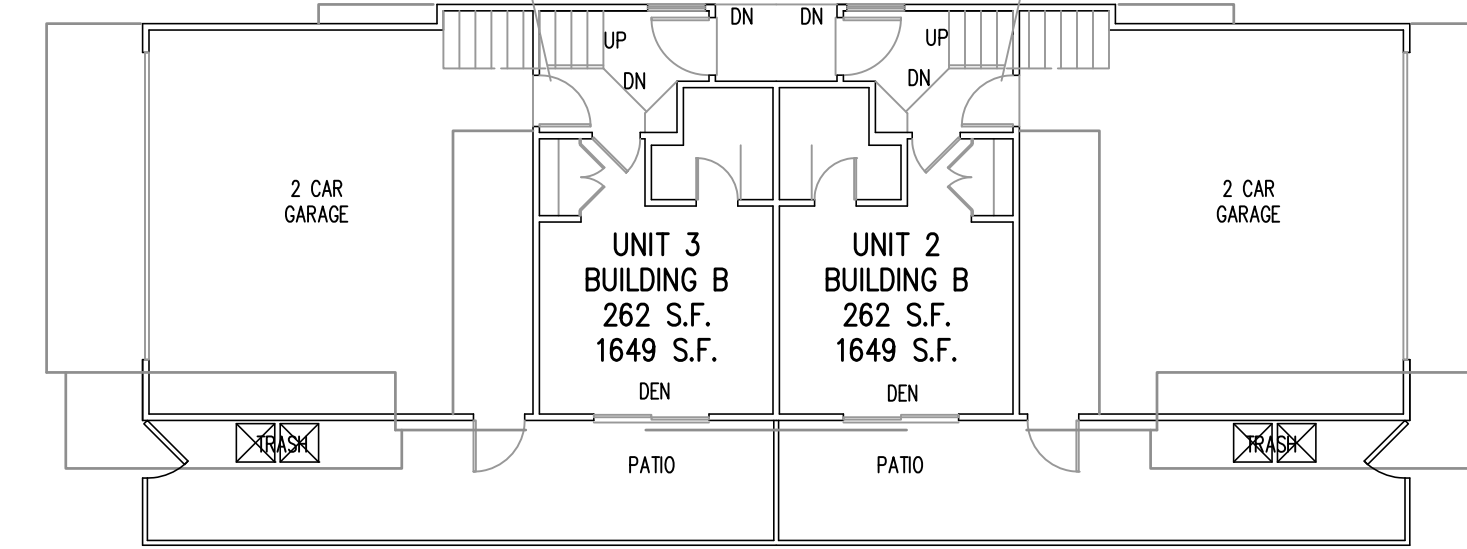 DN DN
UP UP
DN DN
2 CAR
GARAGE
2 CAR
GARAGE
UNIT 3
BUILDING B
262 S.F.
1649 S.F.
DEN
UNIT 2
BUILDING B
262 S.F.
1649 S.F.
DEN
TRASH
PATIO
PATIO
TRASH